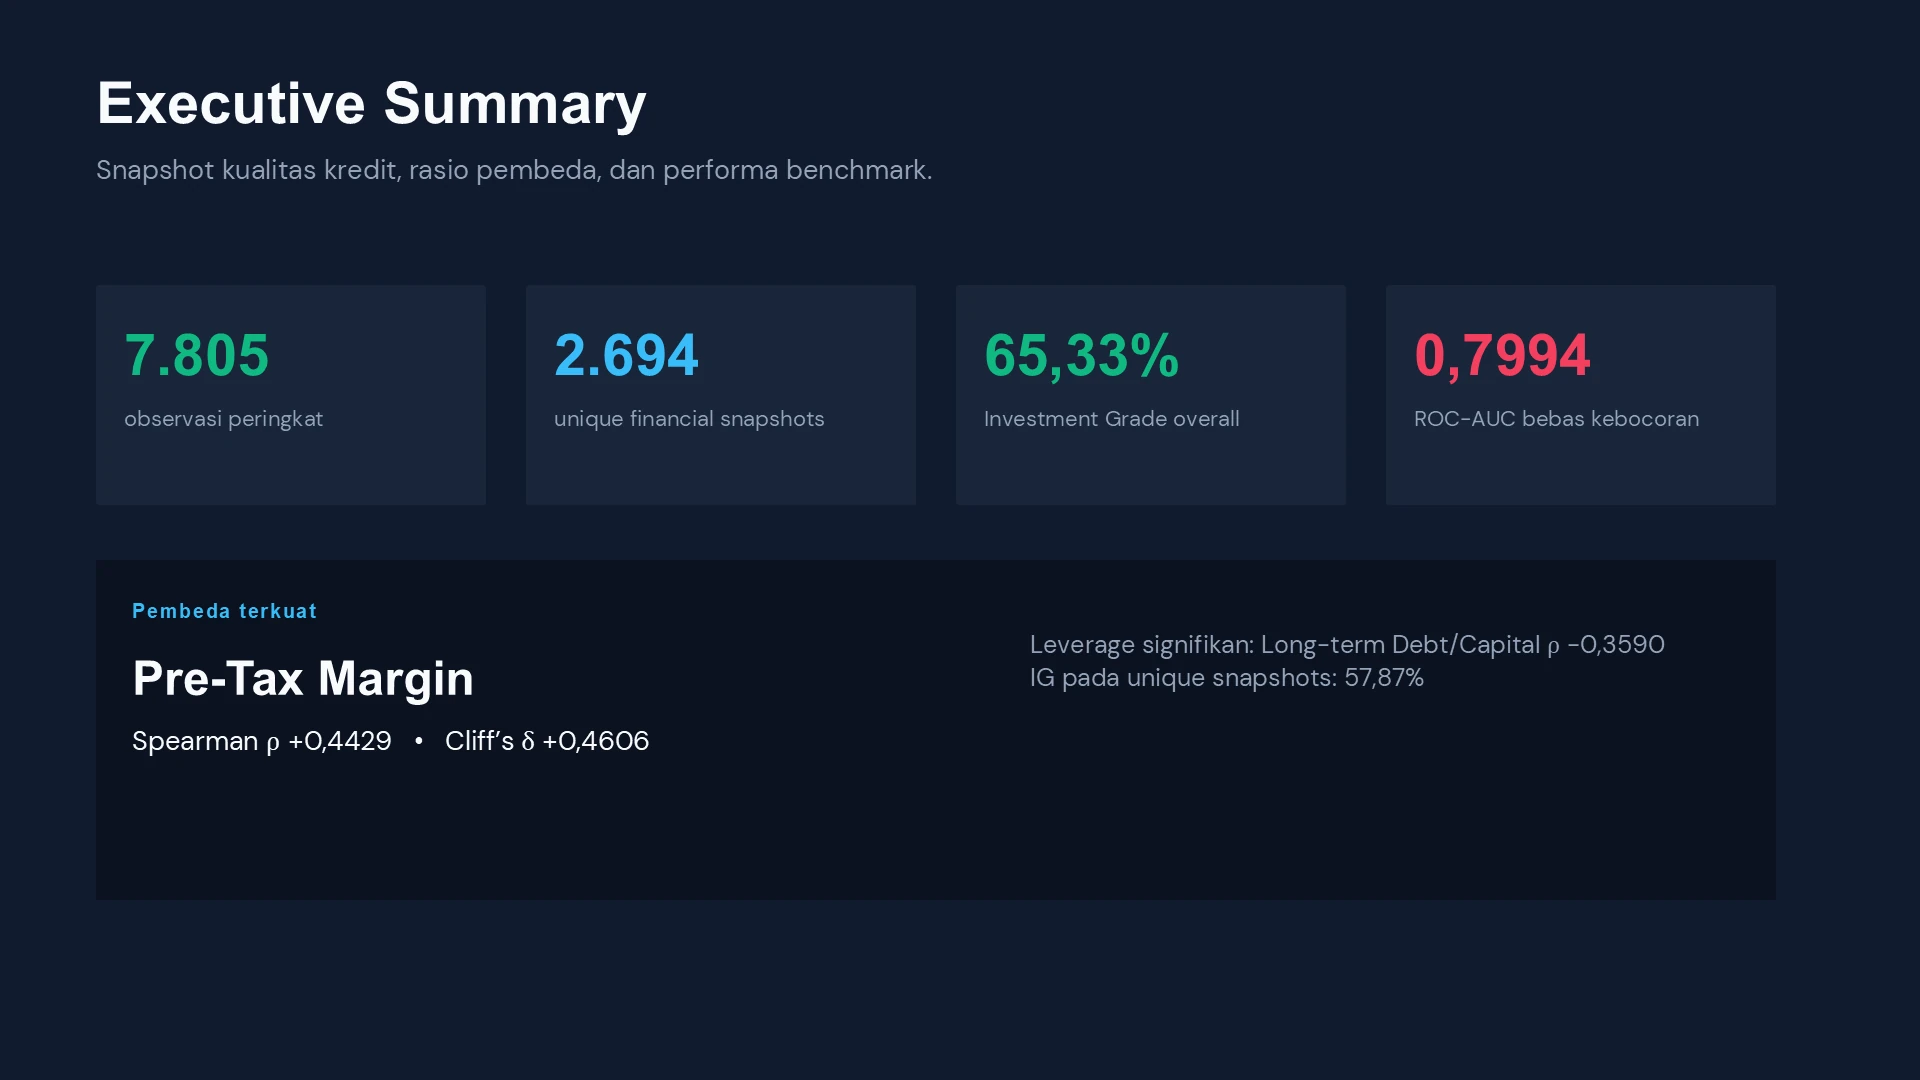 Executive Summary
Snapshot kualitas kredit, rasio pembeda, dan performa benchmark.
7.805
observasi peringkat
2.694
unique financial snapshots
65,33%
Investment Grade overall
0,7994
ROC-AUC bebas kebocoran
Pembeda terkuat
Pre-Tax Margin
Spearman ρ +0,4429 • Cliff’s δ +0,4606
Leverage signifikan: Long-term Debt/Capital ρ −0,3590
IG pada unique snapshots: 57,87%